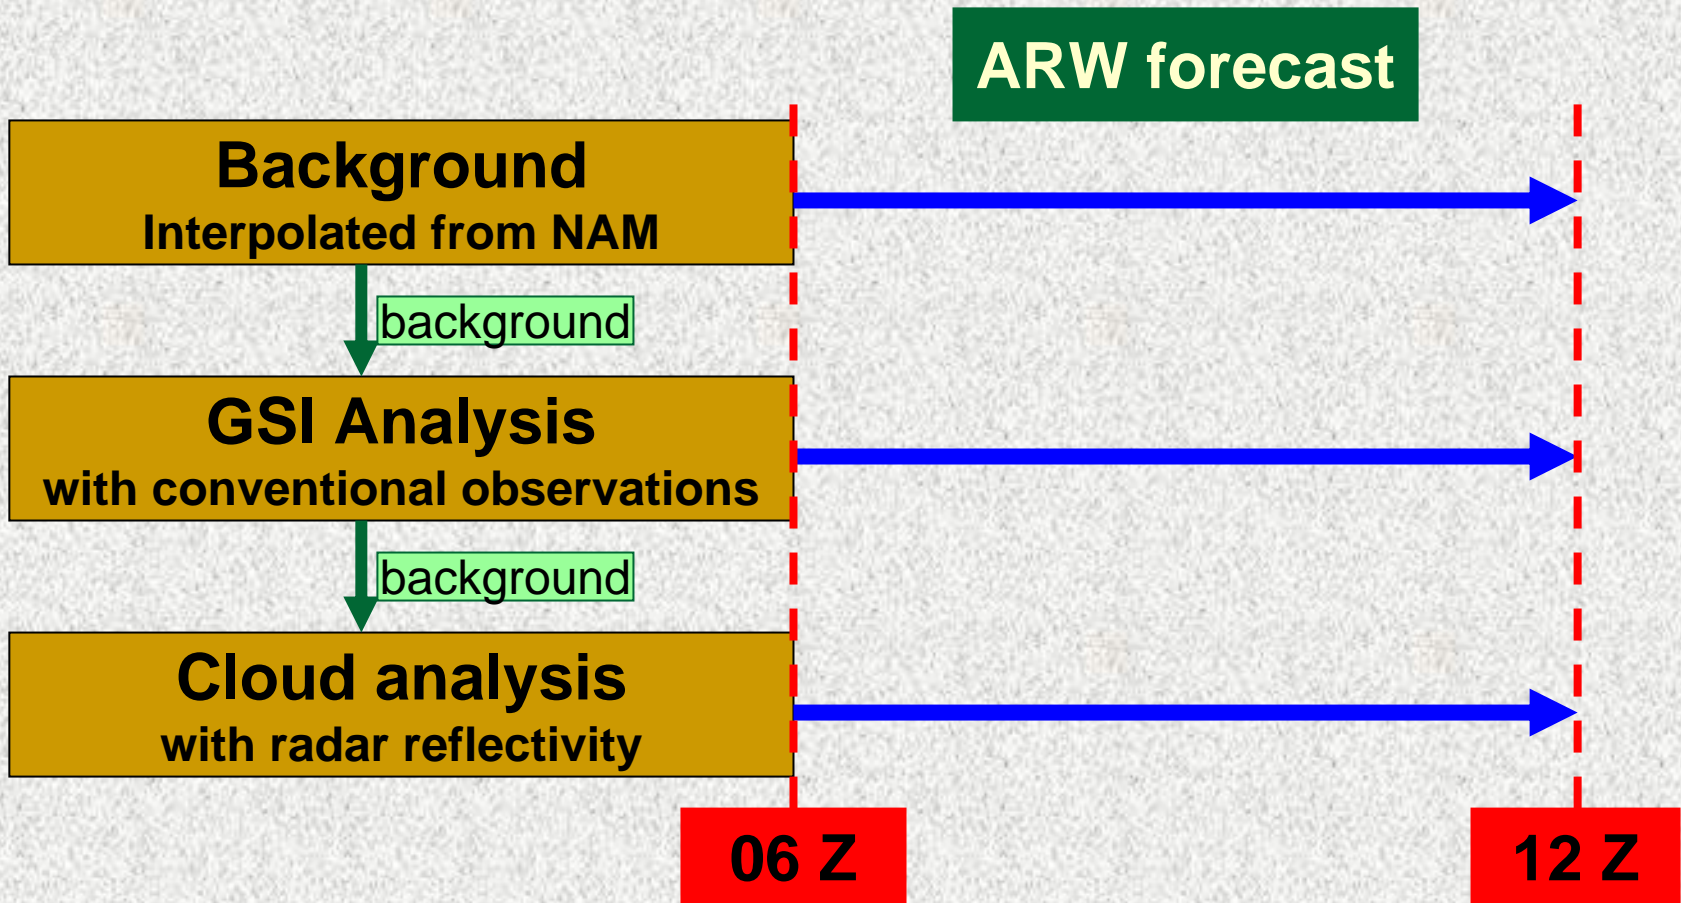 ARW forecast
Background
Interpolated from NAM
background
GSI Analysis
with conventional observations
background
Cloud analysis
with radar reflectivity
06 Z
12 Z